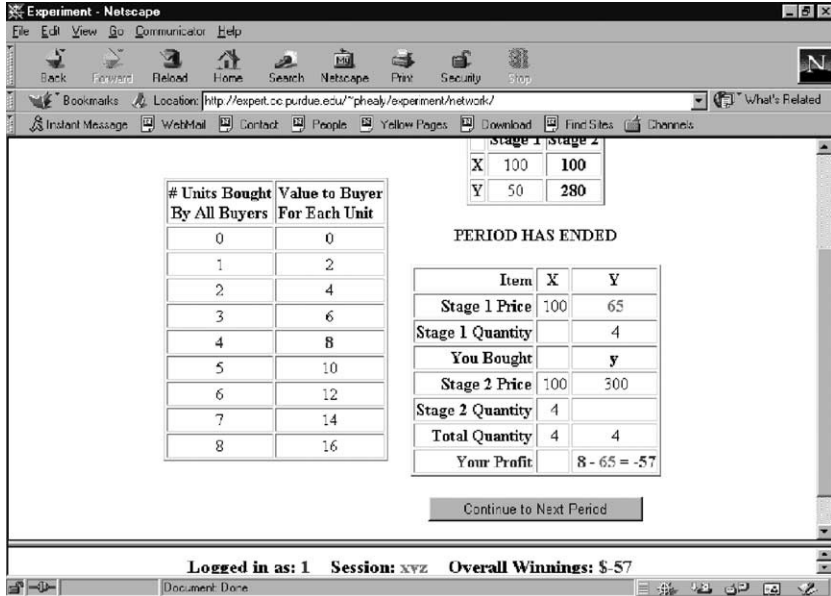 Experiment - Netscape
File Edit View Go Communicator Help
Back Forward Reload Home Search Netscape Print Security Stop
N
Bookmarks Location: http://expert.cc.purdue.edu/~phealy/experiment/network/ What's Related
Instant Message WebMail Contact People Yellow Pages Download Find Sites Channels
Stage 1 Stage 2
X 100 100
Y 50 280
# Units Bought By All Buyers Value to Buyer For Each Unit
0 0
1 2
2 4
3 6
4 8
5 10
6 12
7 14
8 16
PERIOD HAS ENDED
Item X Y
Stage 1 Price 100 65
Stage 1 Quantity 4
You Bought y
Stage 2 Price 100 300
Stage 2 Quantity 4
Total Quantity 4 4
Your Profit 8 - 65 = -57
Continue to Next Period
Logged in as: 1 Session: xyz Overall Winnings: $-57
Document: Done